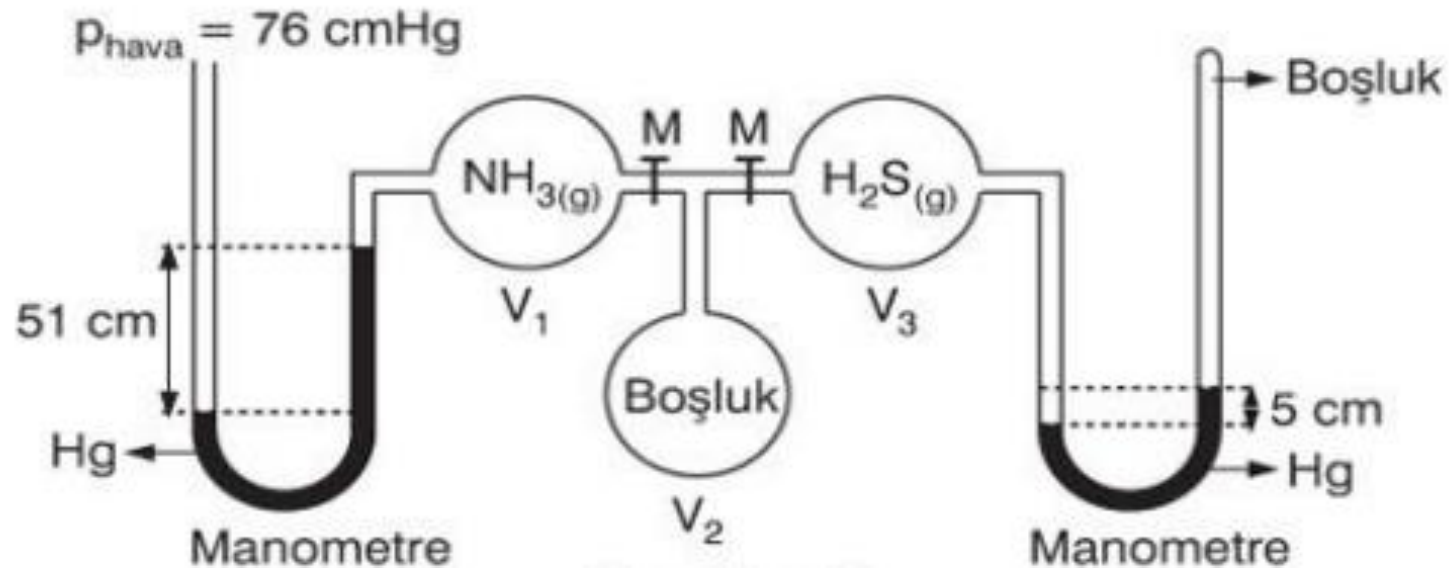 p_hava = 76 cmHg
Boşluk
M M
NH₃(g) H₂S(g)
V₁ V₃
51 cm
Boşluk
5 cm
Hg Hg
V₂
Manometre Manometre